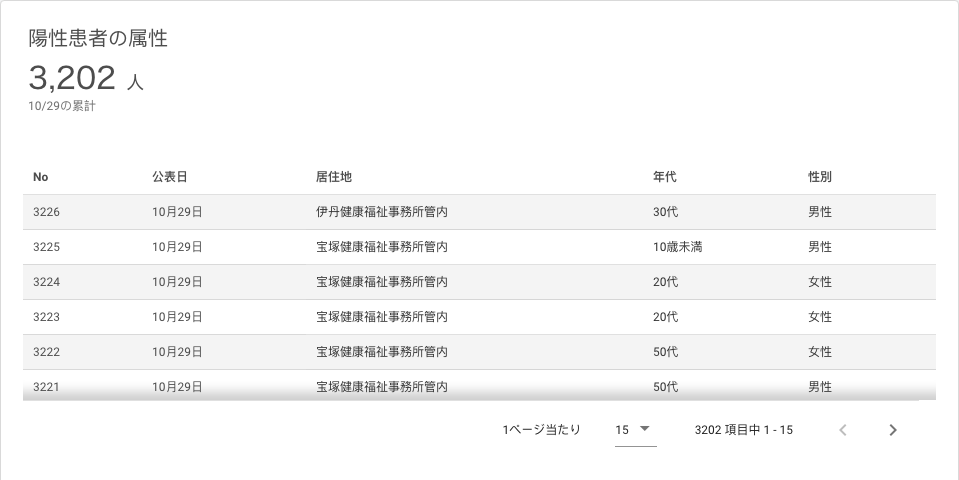 陽性患者の属性
3,202 人
10/29の累計
No 公表日 居住地 年代 性別
3226 10月29日 伊丹健康福祉事務所管内 30代 男性
3225 10月29日 宝塚健康福祉事務所管内 10歳未満 男性
3224 10月29日 宝塚健康福祉事務所管内 20代 女性
3223 10月29日 宝塚健康福祉事務所管内 20代 女性
3222 10月29日 宝塚健康福祉事務所管内 50代 女性
3221 10月29日 宝塚健康福祉事務所管内 50代 男性
1ページ当たり 15 3202 項目中 1 - 15